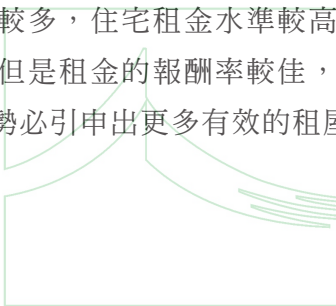 較多，住宅租金水準較高
但是租金的報酬率較佳，
勢必引申出更多有效的租屋